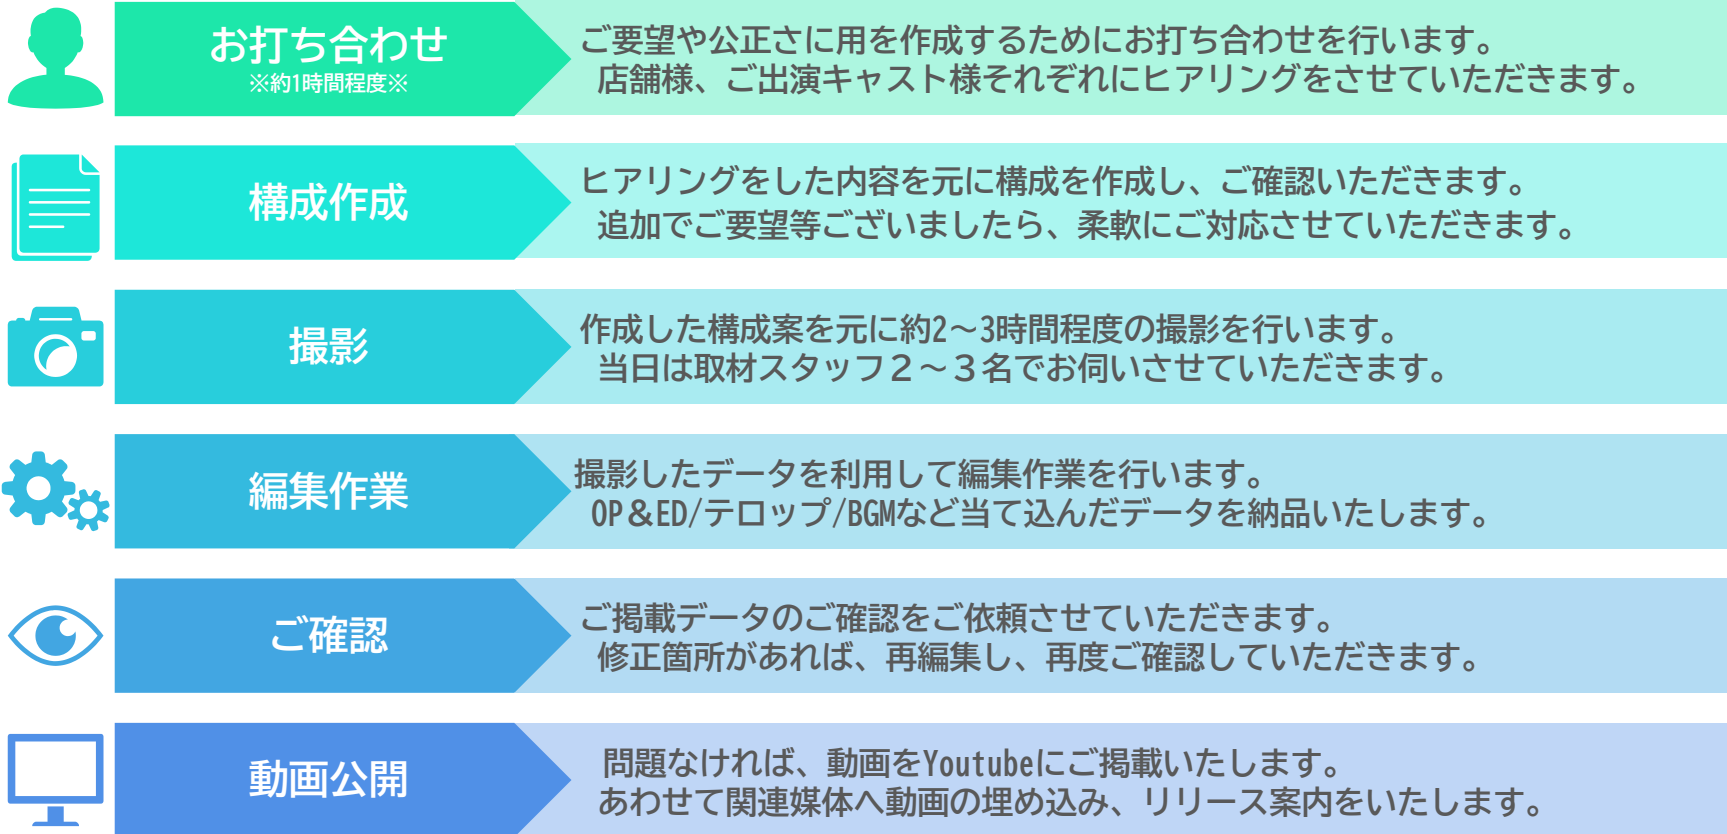 お打ち合わせ
※約1時間程度※
ご要望や公正さに用を作成するためにお打ち合わせを行います。
店舗様、ご出演キャスト様それぞれにヒアリングをさせていただきます。
構成作成
ヒアリングをした内容を元に構成を作成し、ご確認いただきます。
追加でご要望等ございましたら、柔軟にご対応させていただきます。
撮影
作成した構成案を元に約2～3時間程度の撮影を行います。
当日は取材スタッフ２～３名でお伺いさせていただきます。
編集作業
撮影したデータを利用して編集作業を行います。
OP＆ED/テロップ/BGMなど当て込んだデータを納品いたします。
ご確認
ご掲載データのご確認をご依頼させていただきます。
修正箇所があれば、再編集し、再度ご確認していただきます。
動画公開
問題なければ、動画をYoutubeにご掲載いたします。
あわせて関連媒体へ動画の埋め込み、リリース案内をいたします。